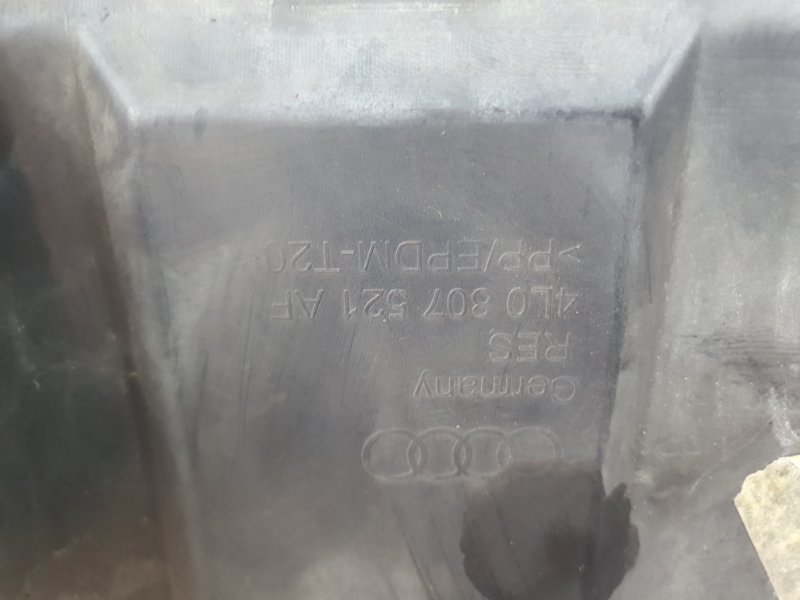 Germany
RES
4L0 807 521 AF
>PP/EPDM-T20